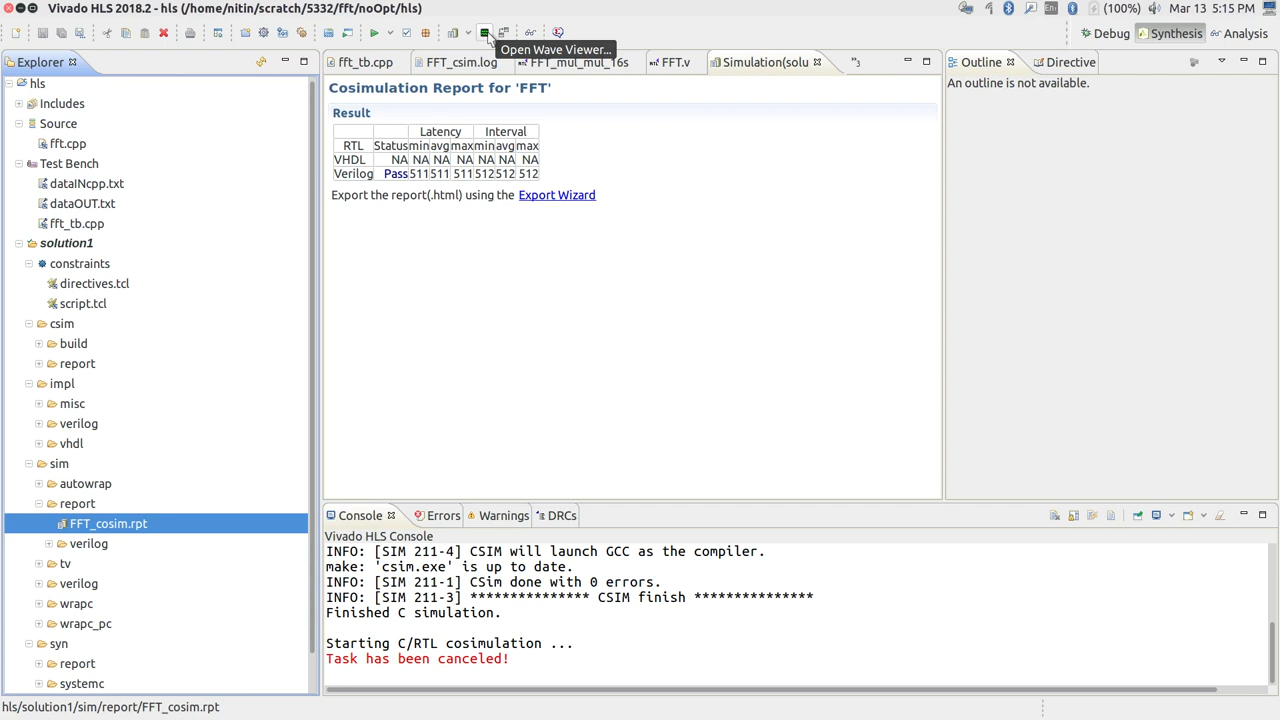 Vivado HLS 2018.2 - hls (/home/nitin/scratch/5332/fft/noOpt/hls)
En1
(100%)
Mar 13 5:15 PM
Debug
Synthesis
Analysis
Open Wave Viewer...
Explorer
hls
Includes
Source
fft.cpp
Test Bench
dataINcpp.txt
dataOUT.txt
fft_tb.cpp
solution1
constraints
directives.tcl
script.tcl
csim
build
report
impl
misc
verilog
vhdl
sim
autowrap
report
FFT_cosim.rpt
verilog
tv
verilog
wrapc
wrapc_pc
syn
report
systemc
fft_tb.cpp
FFT_csim.log
FFT_mul_mul_16s
FFT.v
Simulation(solu
»3
Cosimulation Report for 'FFT'
Result
Latency Interval
RTL Status min avg max min avg max
VHDL NA NA NA NA NA NA NA
Verilog Pass 511 511 511 512 512 512
Export the report(.html) using the Export Wizard
Outline
Directive
An outline is not available.
Console
Errors
Warnings
DRCs
Vivado HLS Console
INFO: [SIM 211-4] CSIM will launch GCC as the compiler.
make: 'csim.exe' is up to date.
INFO: [SIM 211-1] CSim done with 0 errors.
INFO: [SIM 211-3] *************** CSIM finish ***************
Finished C simulation.
Starting C/RTL cosimulation ...
Task has been canceled!
hls/solution1/sim/report/FFT_cosim.rpt